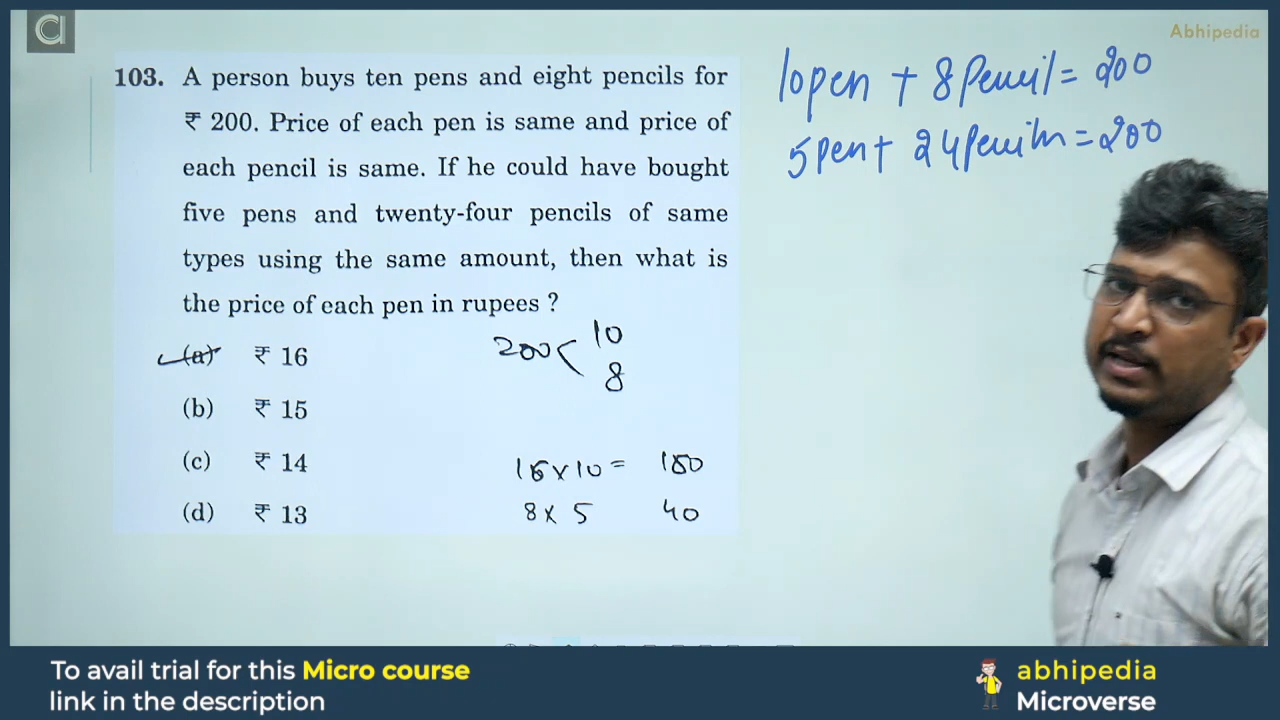 Abhipedia
103. A person buys ten pens and eight pencils for
₹ 200. Price of each pen is same and price of
each pencil is same. If he could have bought
five pens and twenty-four pencils of same
types using the same amount, then what is
the price of each pen in rupees ?
(a) ₹ 16
(b) ₹ 15
(c) ₹ 14
(d) ₹ 13
200< 10
8
16 x 10 = 160
8 x 5 40
10pen + 8Pencil = 200
5Pen + 24Pencil = 200
To avail trial for this Micro course
link in the description
abhipedia
Microverse